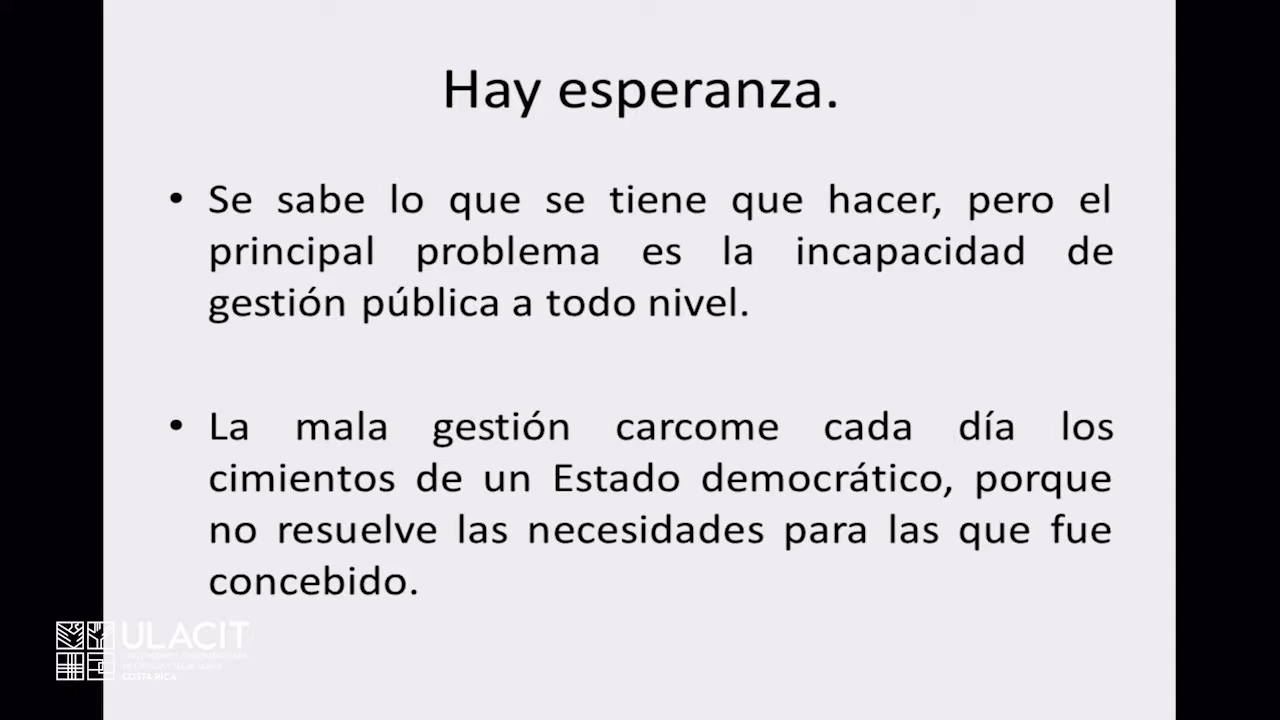 Hay esperanza.
• Se sabe lo que se tiene que hacer, pero el
principal problema es la incapacidad de
gestión pública a todo nivel.
• La mala gestión carcome cada día los
cimientos de un Estado democrático, porque
no resuelve las necesidades para las que fue
concebido.
ULACIT
COSTA RICA